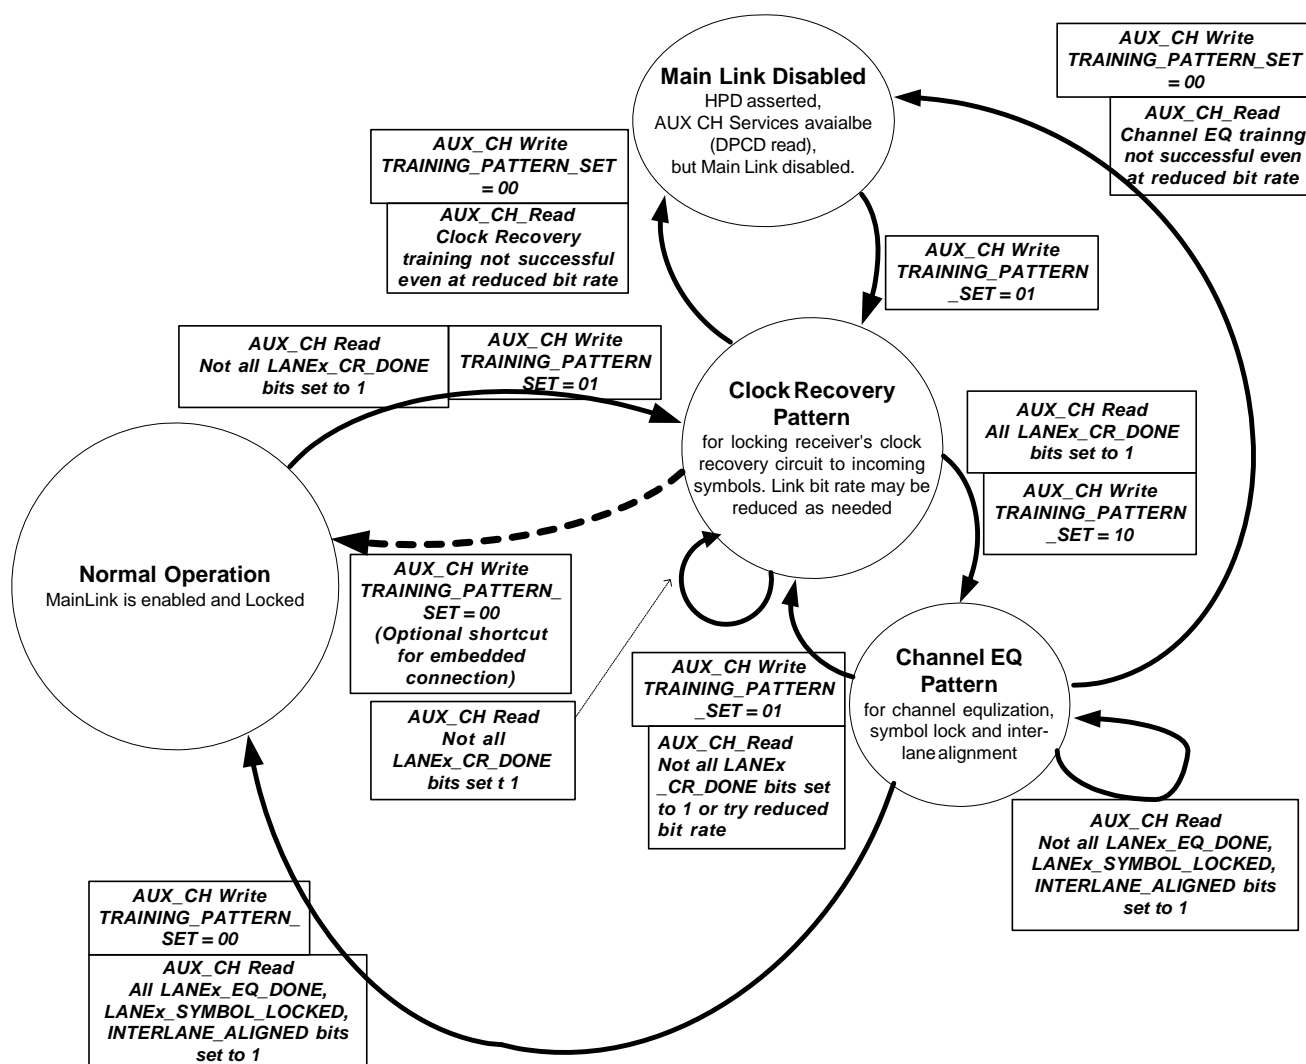 AUX_CH Write
TRAINING_PATTERN_SET
= 00
AUX_CH_Read
Channel EQ trainng
not successful even
at reduced bit rate
Main Link Disabled
HPD asserted,
AUX CH Services avaialbe
(DPCD read),
but Main Link disabled.
AUX_CH Write
TRAINING_PATTERN_SET
= 00
AUX_CH_Read
Clock Recovery
training not successful
even at reduced bit rate
AUX_CH Write
TRAINING_PATTERN
_SET = 01
AUX_CH Read
Not all LANEx_CR_DONE
bits set to 1
AUX_CH Write
TRAINING_PATTERN_
SET = 01
Clock Recovery
Pattern
for locking receiver's clock
recovery circuit to incoming
symbols. Link bit rate may be
reduced as needed
AUX_CH Read
All LANEx_CR_DONE
bits set to 1
AUX_CH Write
TRAINING_PATTERN
_SET = 10
Normal Operation
MainLink is enabled and Locked
AUX_CH Write
TRAINING_PATTERN_
SET = 00
(Optional shortcut
for embedded
connection)
AUX_CH Read
Not all
LANEx_CR_DONE
bits set t 1
AUX_CH Write
TRAINING_PATTERN
_SET = 01
AUX_CH_Read
Not all LANEx
_CR_DONE bits set
to 1 or try reduced
bit rate
Channel EQ
Pattern
for channel equlization,
symbol lock and inter-
lane alignment
AUX_CH Read
Not all LANEx_EQ_DONE,
LANEx_SYMBOL_LOCKED,
INTERLANE_ALIGNED bits
set to 1
AUX_CH Write
TRAINING_PATTERN_
SET = 00
AUX_CH Read
All LANEx_EQ_DONE,
LANEx_SYMBOL_LOCKED,
INTERLANE_ALIGNED bits
set to 1